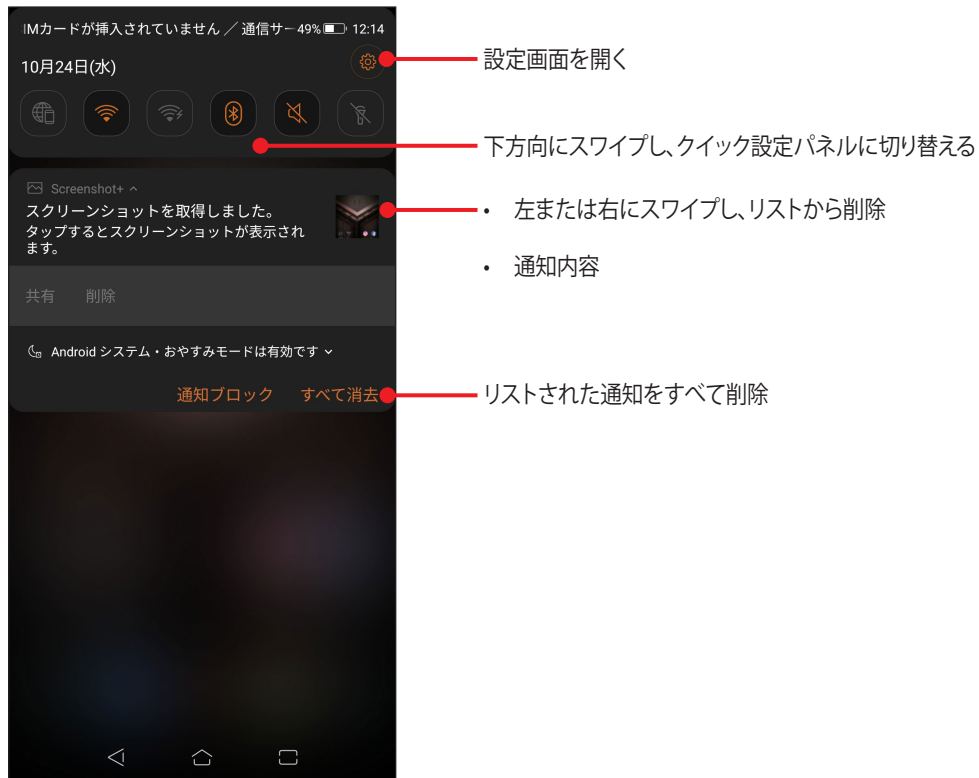 IMカードが挿入されていません ／ 通信サー 49% 12:14
10月24日(水)
設定画面を開く
下方向にスワイプし、クイック設定パネルに切り替える
Screenshot+
スクリーンショットを取得しました。
タップするとスクリーンショットが表示され
ます。
• 左または右にスワイプし、リストから削除
• 通知内容
共有 削除
Android システム・おやすみモードは有効です
通知ブロック すべて消去
リストされた通知をすべて削除